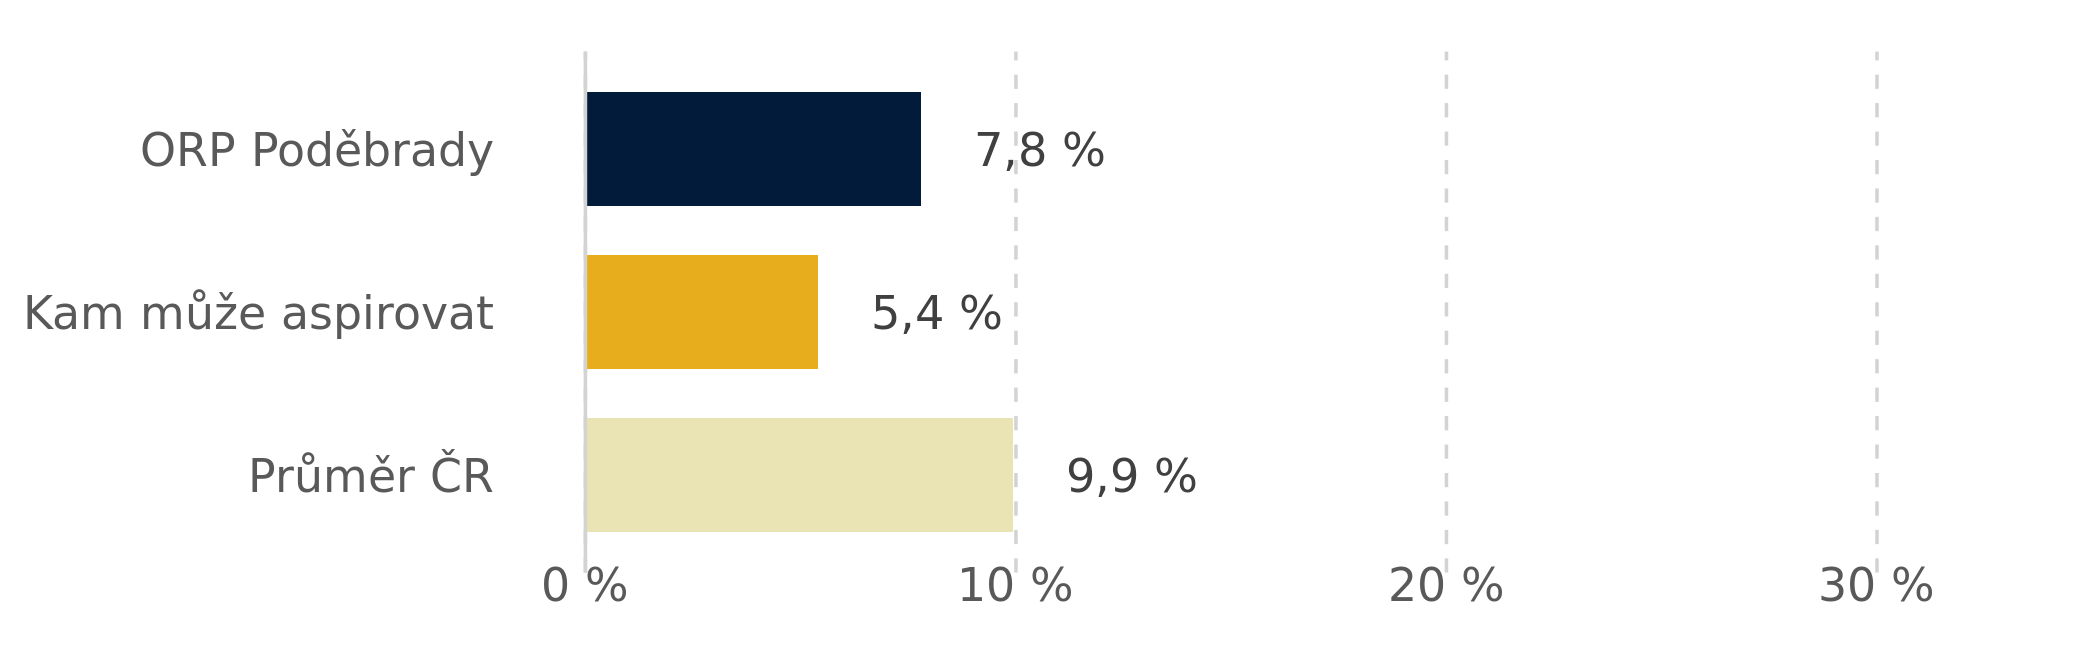 ORP Poděbrady 7,8 %
Kam může aspirovat 5,4 %
Průměr ČR 9,9 %
0 % 10 % 20 % 30 %